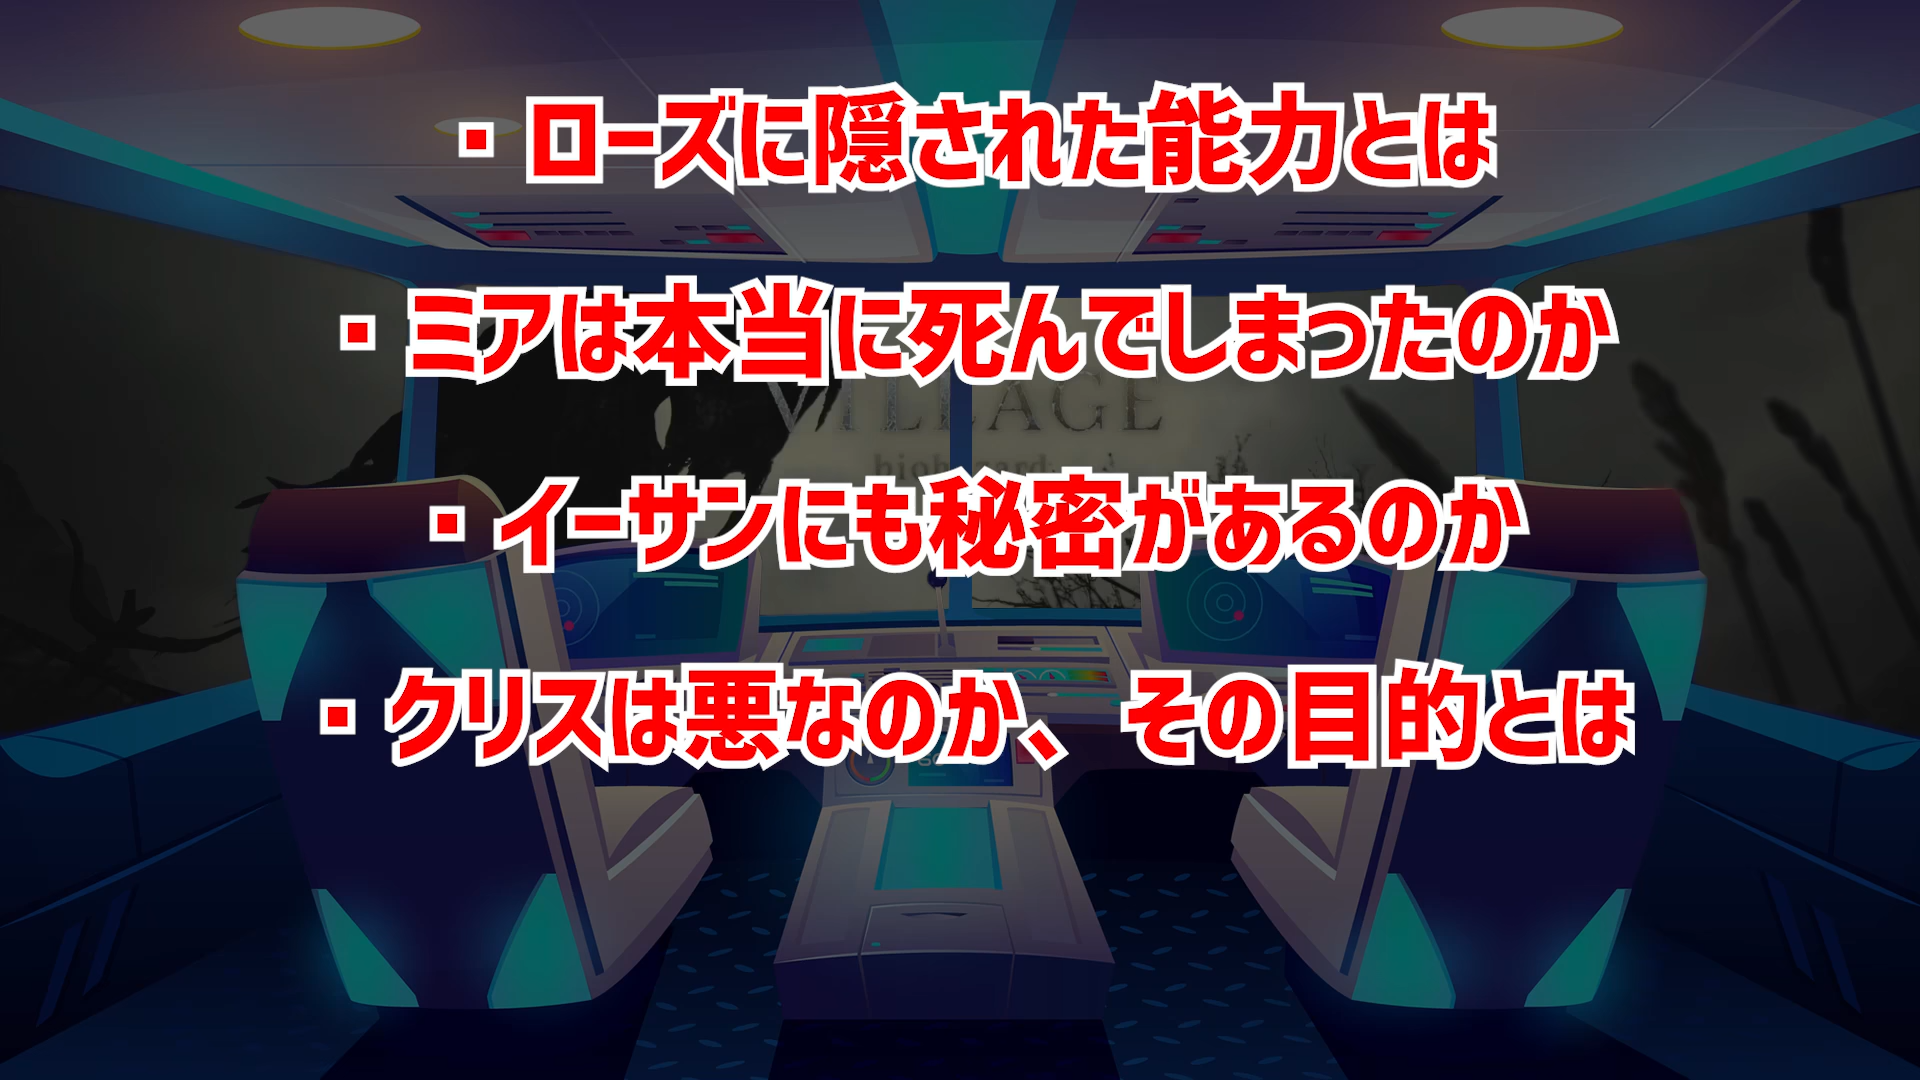 ・ローズに隠された能力とは
・ミアは本当に死んでしまったのか
VILLAGE
・イーサンにも秘密があるのか
・クリスは悪なのか、その目的とは